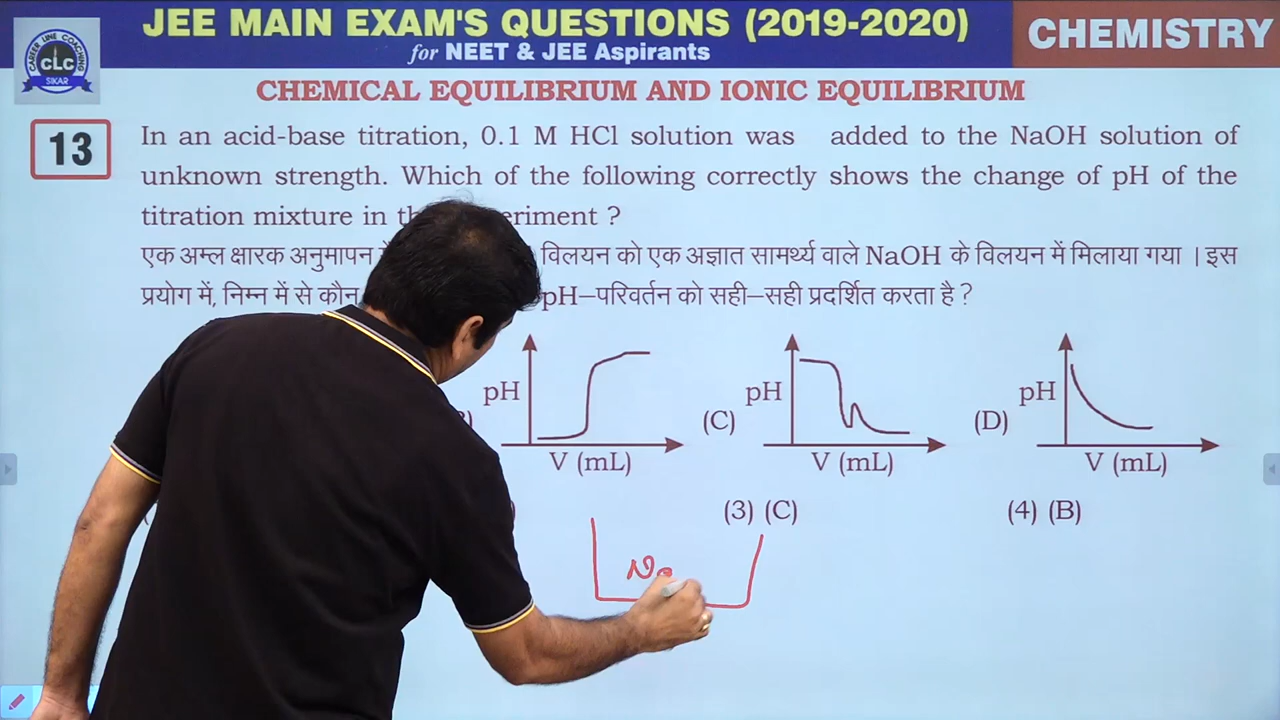 JEE MAIN EXAM'S QUESTIONS (2019-2020)
for NEET & JEE Aspirants
CHEMISTRY
CAREER LINE COACHING
CLC
SIKAR
CHEMICAL EQUILIBRIUM AND IONIC EQUILIBRIUM
13
In an acid-base titration, 0.1 M HCl solution was added to the NaOH solution of
unknown strength. Which of the following correctly shows the change of pH of the
titration mixture in ?
एक अम्ल क्षारक अनुमापन विलयन को एक अज्ञात सामर्थ्य वाले NaOH के विलयन में मिलाया गया । इस
प्रयोग में, निम्न में से कौन pH–परिवर्तन को सही–सही प्रदर्शित करता है ?
pH
V (mL)
(C)
pH
V (mL)
(D)
pH
V (mL)
(3) (C)
(4) (B)
Na